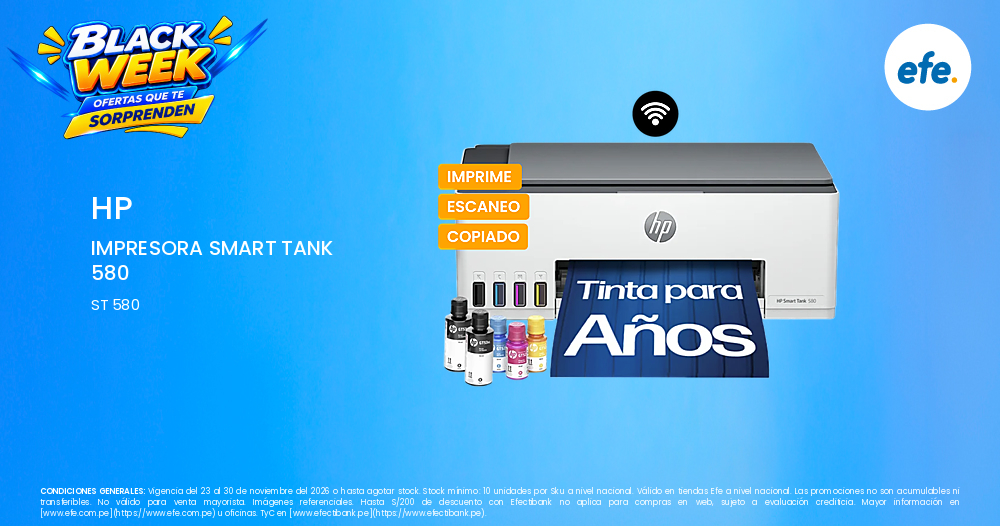 BLACK
WEEK
OFERTAS QUE TE
SORPRENDEN
efe.
HP
IMPRESORA SMART TANK
580
ST 580
IMPRIME
ESCANEO
COPIADO
hp
HP Smart Tank 580
Tinta para
Años
CONDICIONES GENERALES: Vigencia del 23 al 30 de noviembre del 2026 o hasta agotar stock. Stock mínimo: 10 unidades por Sku a nivel nacional. Válido en tiendas Efe a nivel nacional. Las promociones no son acumulables ni
transferibles. No válido para venta mayorista. Imágenes referenciales. Hasta S/200 de descuento con Efectibank no aplica para compras en web, sujeto a evaluación crediticia. Mayor información en
[www.efe.com.pe](https://www.efe.com.pe) u oficinas. TyC en [www.efectibank.pe](https://www.efectibank.pe).